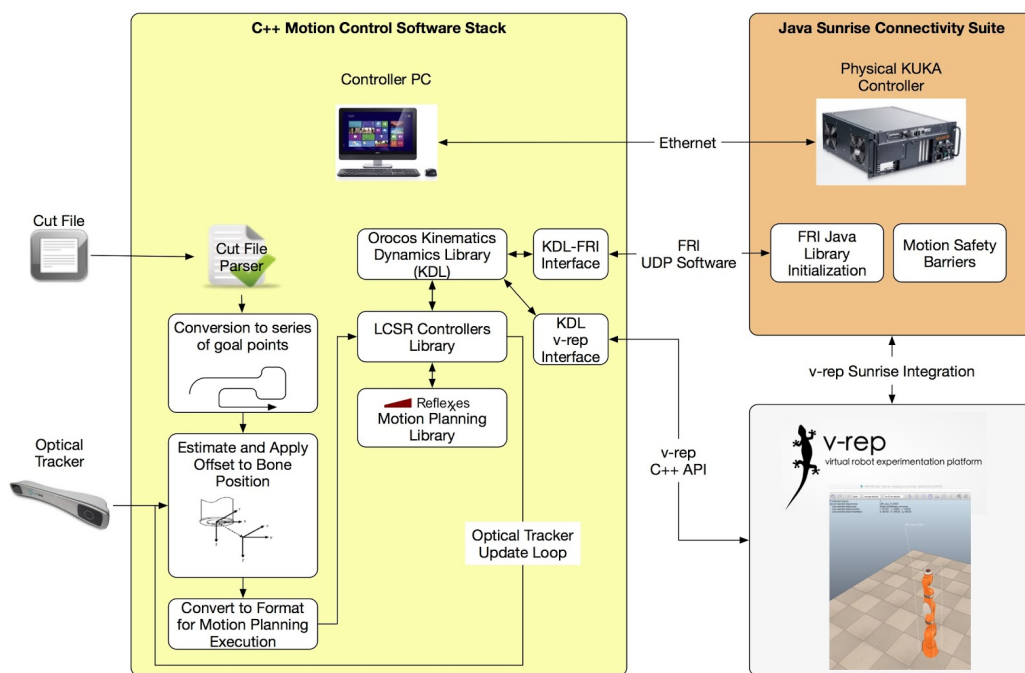 C++ Motion Control Software Stack
Controller PC
Cut File
Cut File
Parser
Conversion to series
of goal points
Optical
Tracker
Estimate and Apply
Offset to Bone
Position
Convert to Format
for Motion Planning
Execution
Orocos Kinematics
Dynamics Library
(KDL)
KDL-FRI
Interface
LCSR Controllers
Library
KDL
v-rep
Interface
Reflexxes
Motion Planning
Library
Optical Tracker
Update Loop
Ethernet
FRI
UDP Software
v-rep
C++ API
Java Sunrise Connectivity Suite
Physical KUKA
Controller
FRI Java
Library
Initialization
Motion Safety
Barriers
v-rep Sunrise Integration
v-rep
virtual robot experimentation platform